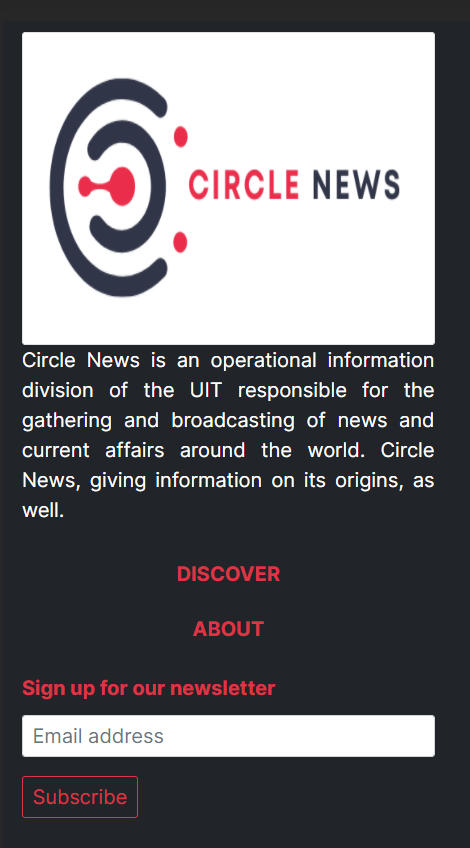 CIRCLE NEWS
Circle News is an operational information
division of the UIT responsible for the
gathering and broadcasting of news and
current affairs around the world. Circle
News, giving information on its origins, as
well.
DISCOVER
ABOUT
Sign up for our newsletter
Email address
Subscribe